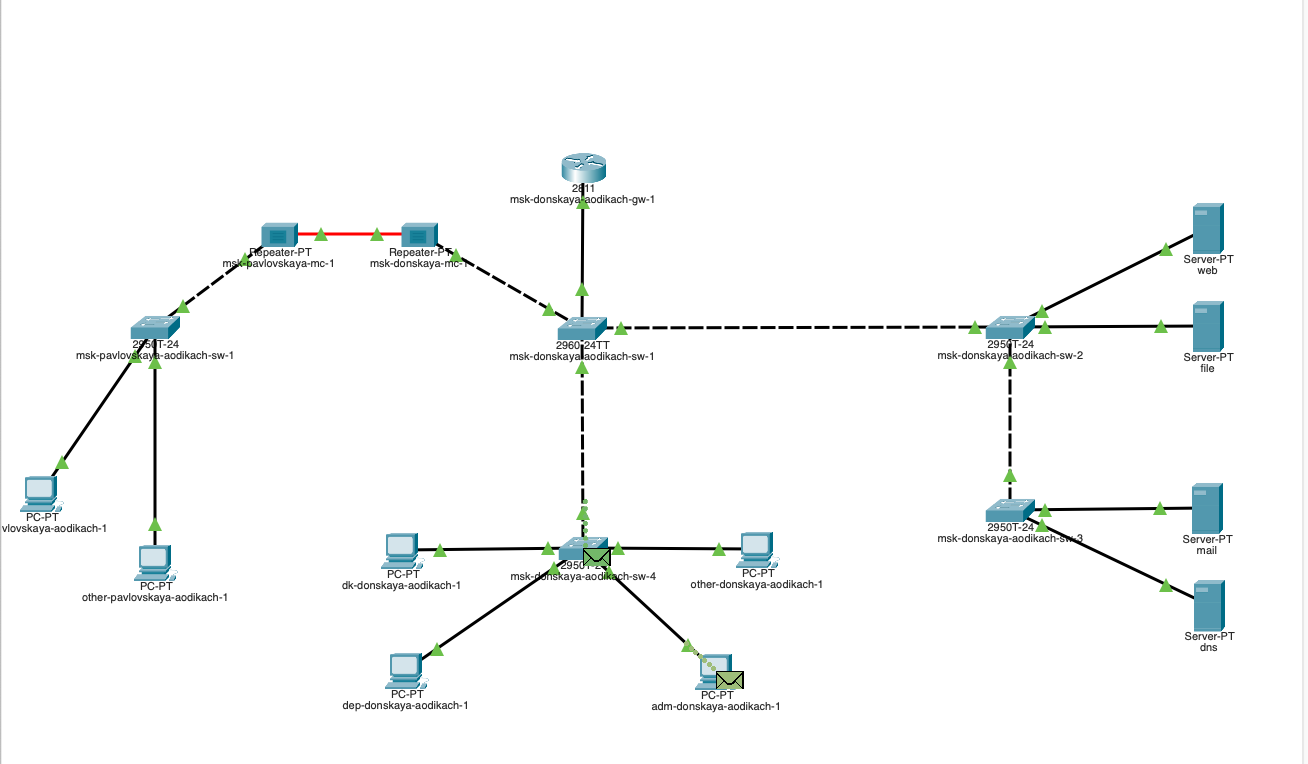 2811
msk-donskaya-aodikach-gw-1
Repeater-PT
msk-pavlovskaya-mc-1
Repeater-PT
msk-donskaya-mc-1
Server-PT
web
2950T-24
msk-pavlovskaya-aodikach-sw-1
2960-24TT
msk-donskaya-aodikach-sw-1
2950T-24
msk-donskaya-aodikach-sw-2
Server-PT
file
PC-PT
vlovskaya-aodikach-1
PC-PT
other-pavlovskaya-aodikach-1
PC-PT
dk-donskaya-aodikach-1
2950T-24
msk-donskaya-aodikach-sw-4
PC-PT
other-donskaya-aodikach-1
2950T-24
msk-donskaya-aodikach-sw-3
Server-PT
mail
PC-PT
dep-donskaya-aodikach-1
PC-PT
adm-donskaya-aodikach-1
Server-PT
dns